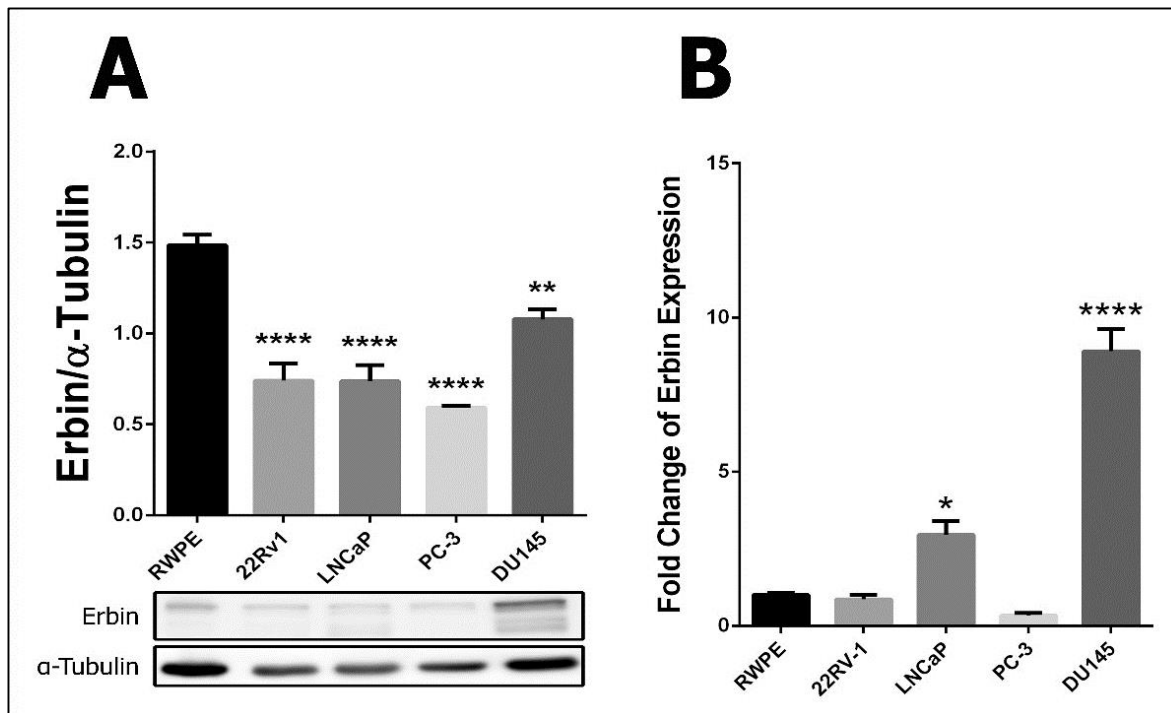 A
B
Erbin/α-Tubulin
2.0
1.5
1.0
0.5
0.0
****
****
****
**
RWPE
22Rv1
LNCaP
PC-3
DU145
Erbin
α-Tubulin
Fold Change of Erbin Expression
15
10
5
0
*
****
RWPE
22RV-1
LNCaP
PC-3
DU145